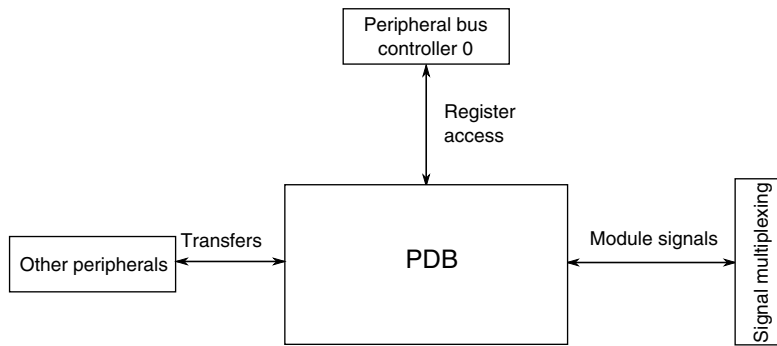 Peripheral bus
controller 0
Register
access
Transfers
Other peripherals
PDB
Module signals
Signal multiplexing